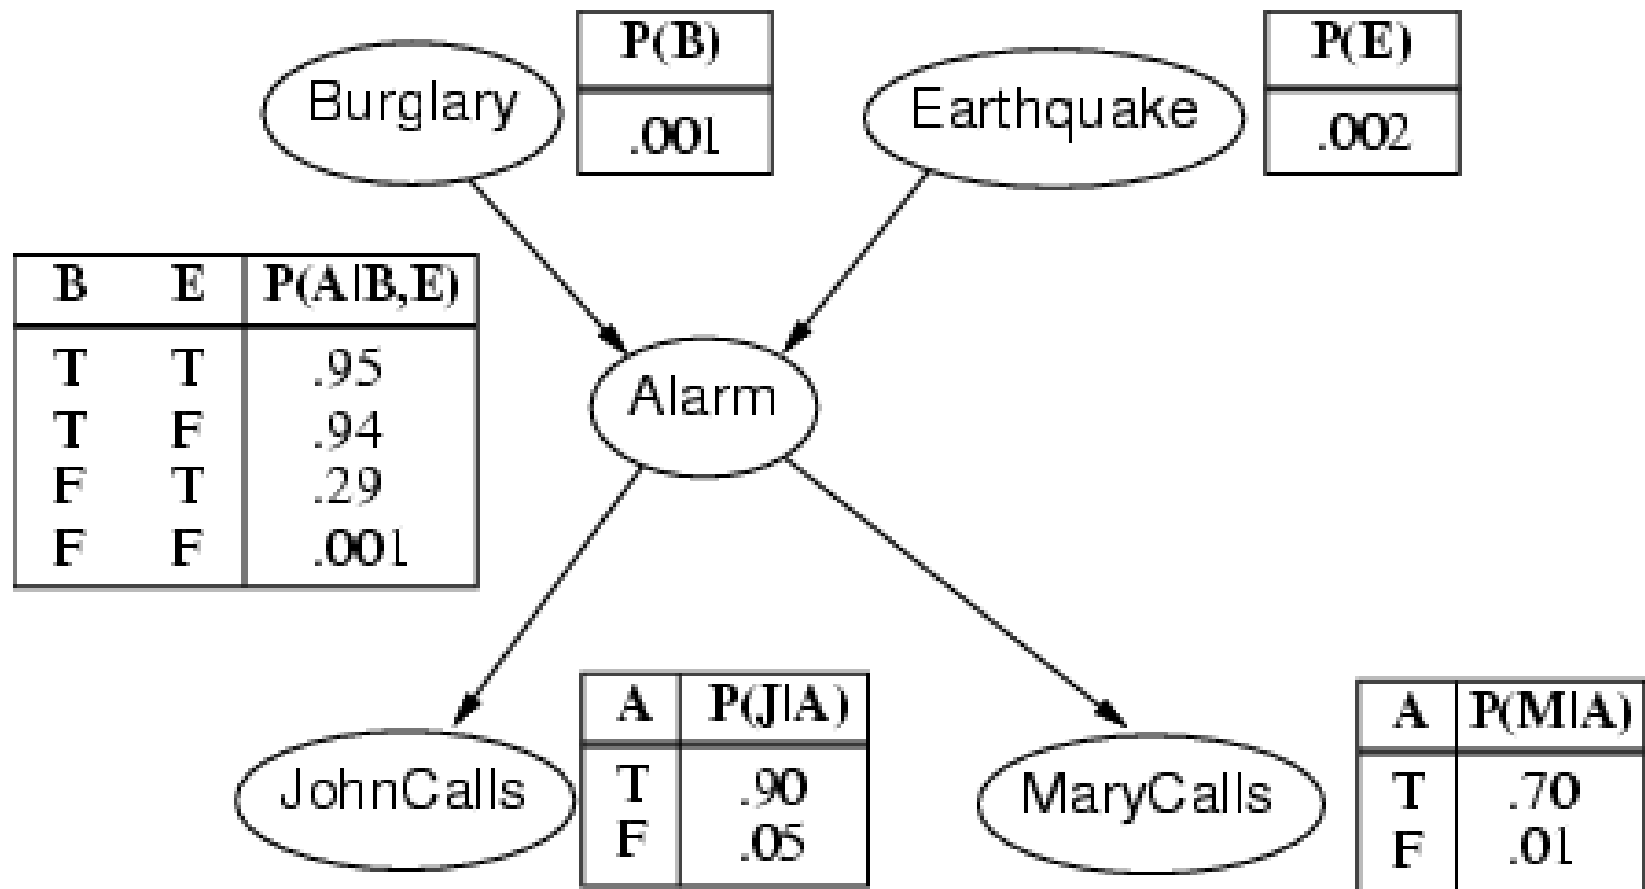 Burglary
P(B)
.001
Earthquake
P(E)
.002
B E P(A|B,E)
T T .95
T F .94
F T .29
F F .001
Alarm
JohnCalls
A P(J|A)
T .90
F .05
MaryCalls
A P(M|A)
T .70
F .01